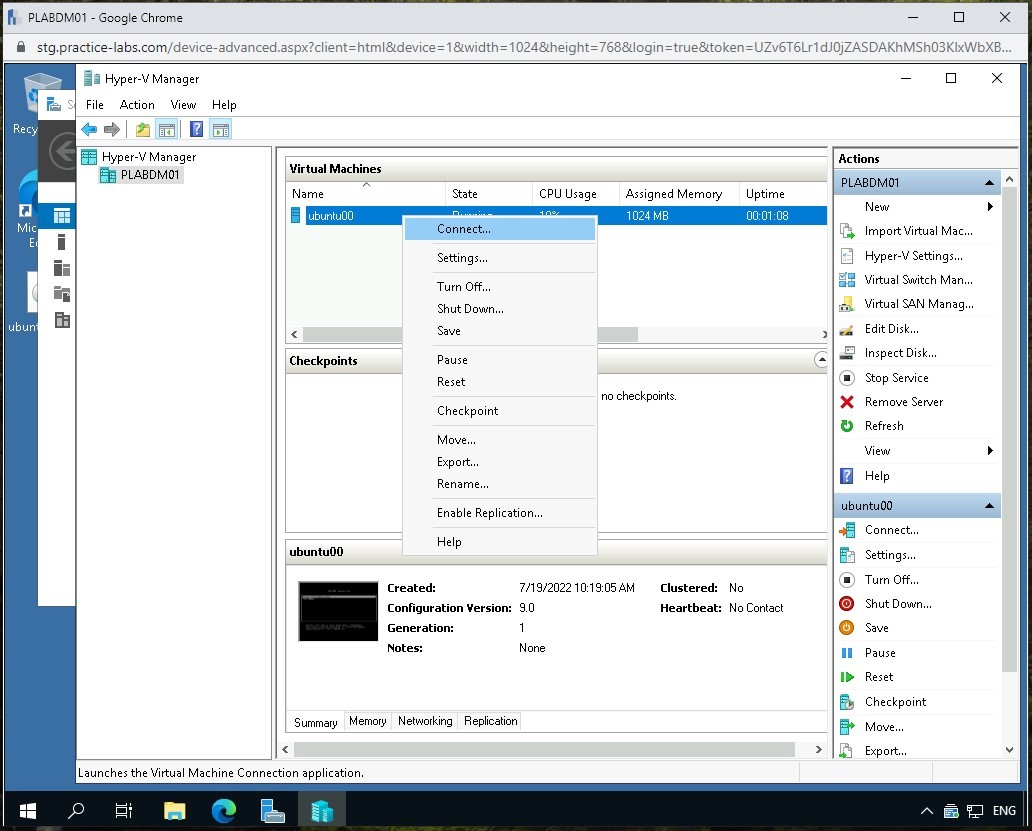 PLABDM01 - Google Chrome
stg.practice-labs.com/device-advanced.aspx?client=html&device=1&width=1024&height=768&login=true&token=UZv6T6Lr1dJ0jZASDAKhMSh03KlxWbXB...
Recy
Mic
Ed
ubunt
Hyper-V Manager
File Action View Help
Hyper-V Manager
PLABDM01
Virtual Machines
Name State CPU Usage Assigned Memory Uptime
ubuntu00 Running 10% 1024 MB 00:01:08
Connect...
Settings...
Turn Off...
Shut Down...
Save
Pause
Reset
Checkpoint
Move...
Export...
Rename...
Enable Replication...
Help
Checkpoints
no checkpoints.
ubuntu00
Created: 7/19/2022 10:19:05 AM Clustered: No
Configuration Version: 9.0 Heartbeat: No Contact
Generation: 1
Notes: None
Summary Memory Networking Replication
Actions
PLABDM01
New
Import Virtual Mac...
Hyper-V Settings...
Virtual Switch Man...
Virtual SAN Manag...
Edit Disk...
Inspect Disk...
Stop Service
Remove Server
Refresh
View
Help
ubuntu00
Connect...
Settings...
Turn Off...
Shut Down...
Save
Pause
Reset
Checkpoint
Move...
Export...
Launches the Virtual Machine Connection application.
ENG